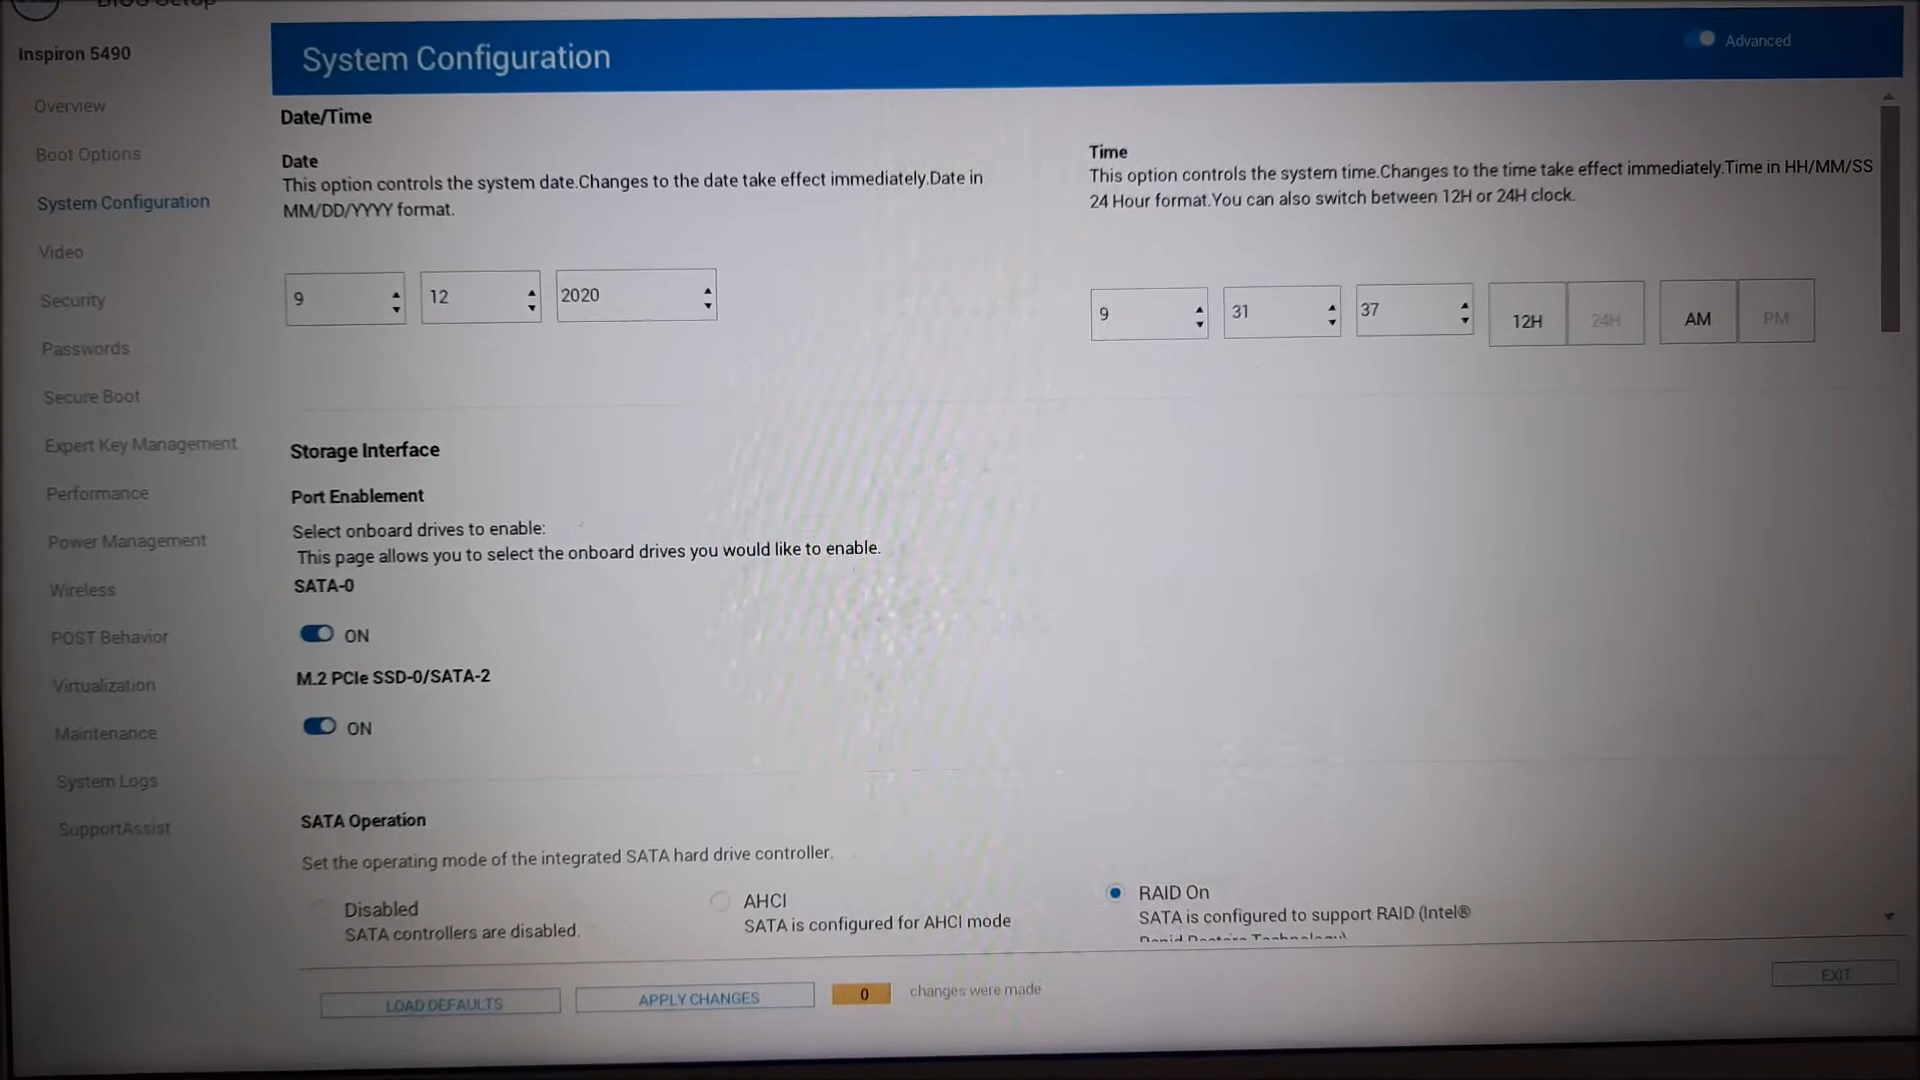 BIOS Setup
Inspiron 5490
Overview
Boot Options
System Configuration
Video
Security
Passwords
Secure Boot
Expert Key Management
Performance
Power Management
Wireless
POST Behavior
Virtualization
Maintenance
System Logs
SupportAssist
System Configuration
Advanced
Date/Time
Date
This option controls the system date.Changes to the date take effect immediately.Date in
MM/DD/YYYY format.
9 12 2020
Time
This option controls the system time.Changes to the time take effect immediately.Time in HH/MM/SS
24 Hour format.You can also switch between 12H or 24H clock.
9 31 37 12H 24H AM PM
Storage Interface
Port Enablement
Select onboard drives to enable:
This page allows you to select the onboard drives you would like to enable.
SATA-0
ON
M.2 PCIe SSD-0/SATA-2
ON
SATA Operation
Set the operating mode of the integrated SATA hard drive controller.
Disabled
SATA controllers are disabled.
AHCI
SATA is configured for AHCI mode
RAID On
SATA is configured to support RAID (Intel®
LOAD DEFAULTS APPLY CHANGES 0 changes were made EXIT